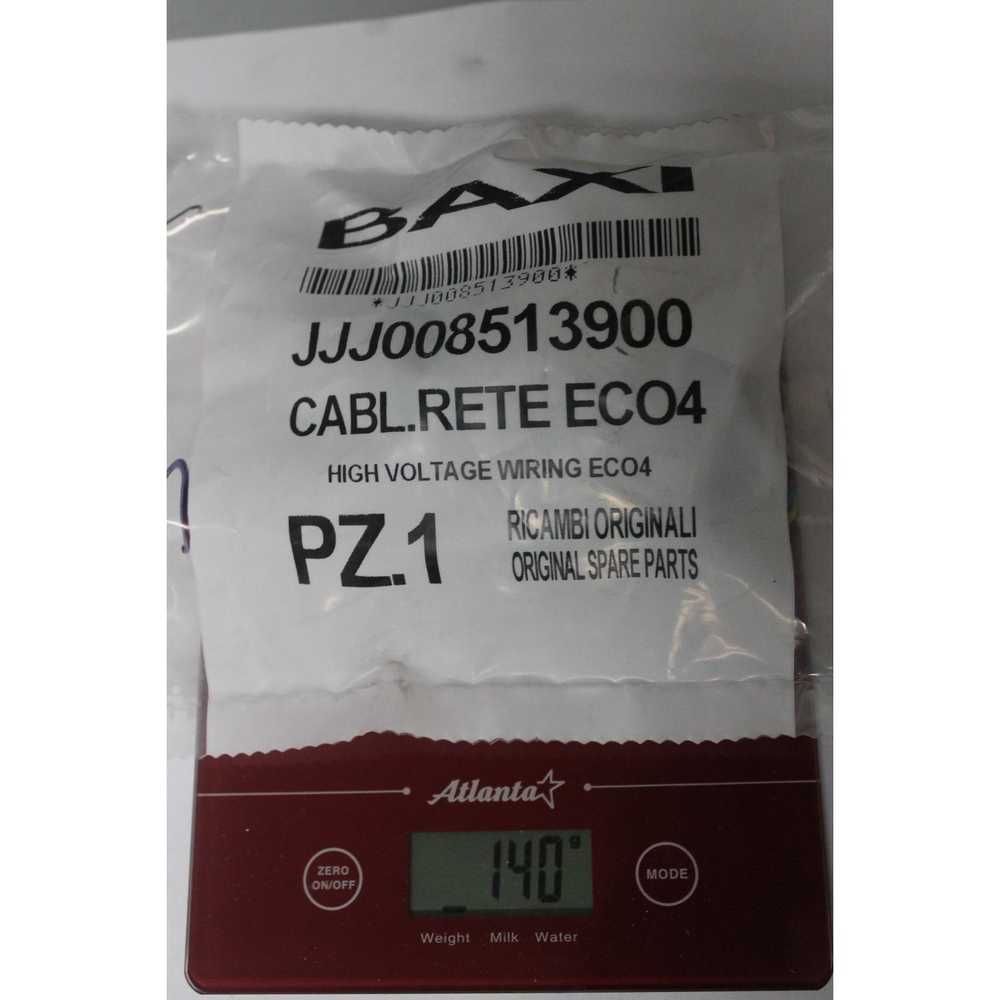 BAXI
*JJJ008513900*
JJJ008513900
CABL.RETE ECO4
HIGH VOLTAGE WIRING ECO4
PZ.1
RICAMBI ORIGINALI
ORIGINAL SPARE PARTS
Atlanta
ZERO
ON/OFF
140 g
MODE
Weight Milk Water